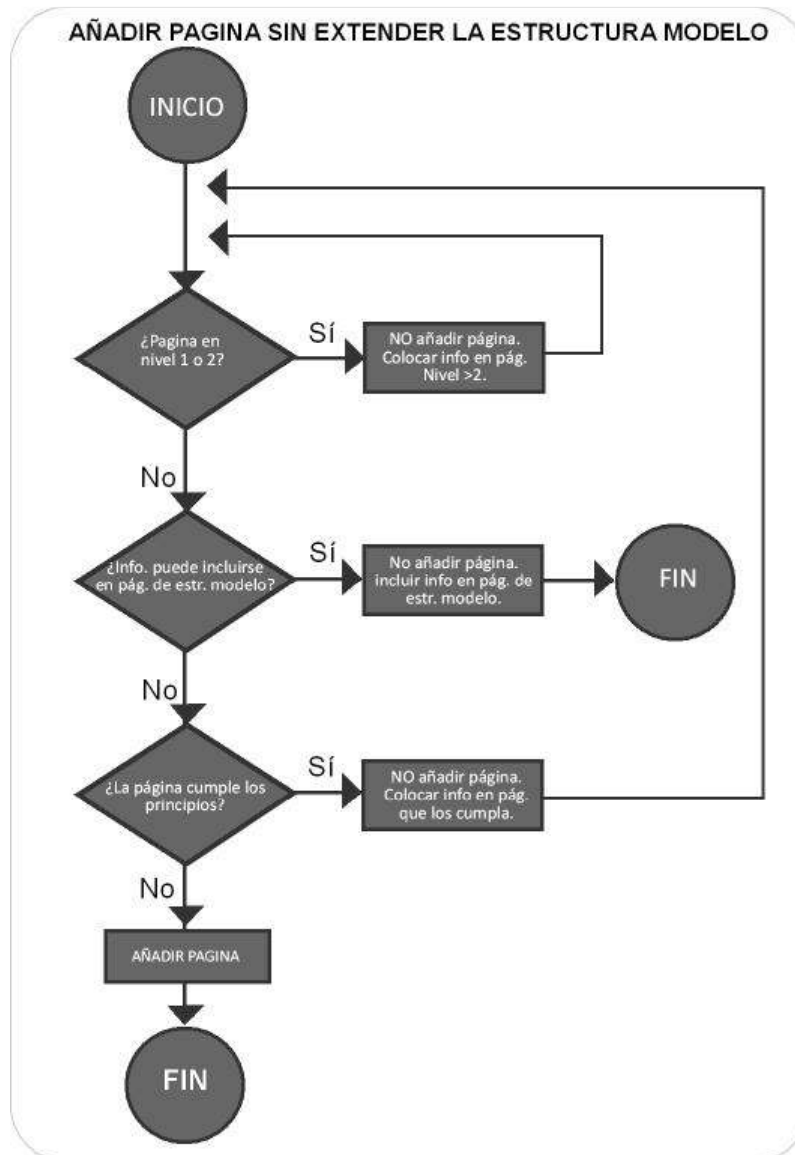 AÑADIR PAGINA SIN EXTENDER LA ESTRUCTURA MODELO
INICIO
¿Pagina en
nivel 1 o 2?
Sí
NO añadir página.
Colocar info en pág.
Nivel >2.
No
¿Info. puede incluirse
en pág. de estr. modelo?
Sí
No añadir página.
incluir info en pág. de
estr. modelo.
FIN
No
¿La página cumple los
principios?
Sí
NO añadir página.
Colocar info en pág.
que los cumpla.
No
AÑADIR PAGINA
FIN